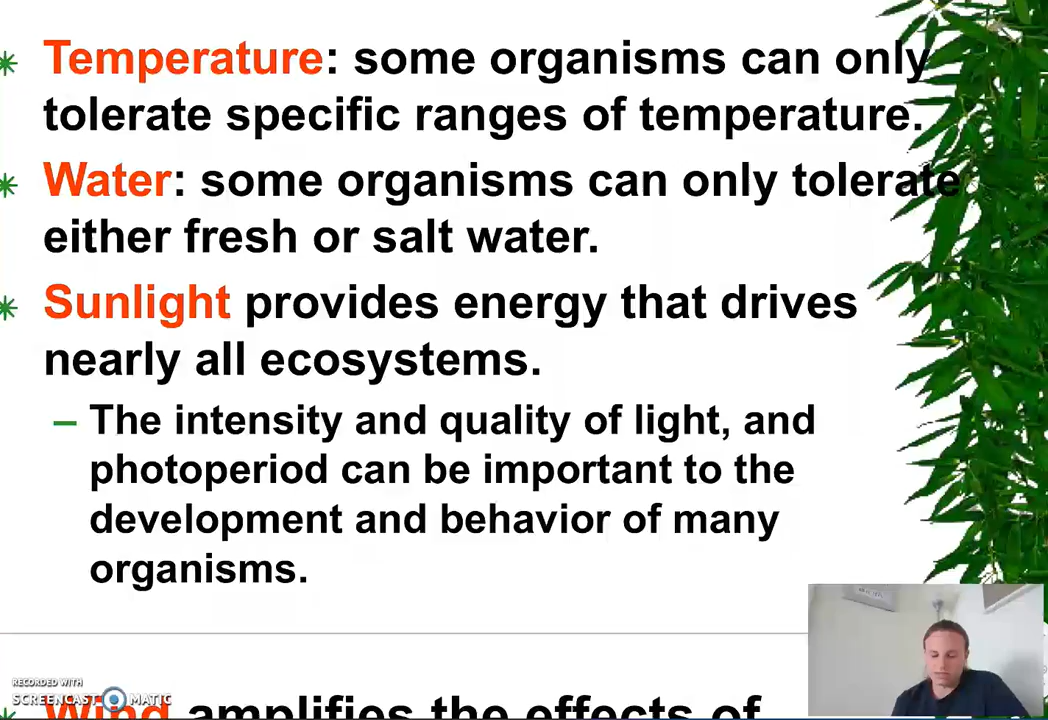 Temperature: some organisms can only
tolerate specific ranges of temperature.
Water: some organisms can only tolerate
either fresh or salt water.
Sunlight provides energy that drives
nearly all ecosystems.
– The intensity and quality of light, and
photoperiod can be important to the
development and behavior of many
organisms.
RECORDED WITH
SCREENCAST MATIC
Wind amplifies the effects of